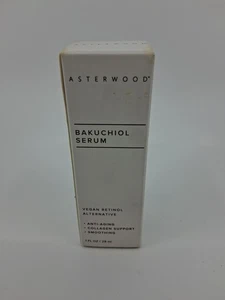 ASTERWOOD®
BAKUCHIOL
SERUM
VEGAN RETINOL
ALTERNATIVE
• ANTI-AGING
• COLLAGEN SUPPORT
• SMOOTHING